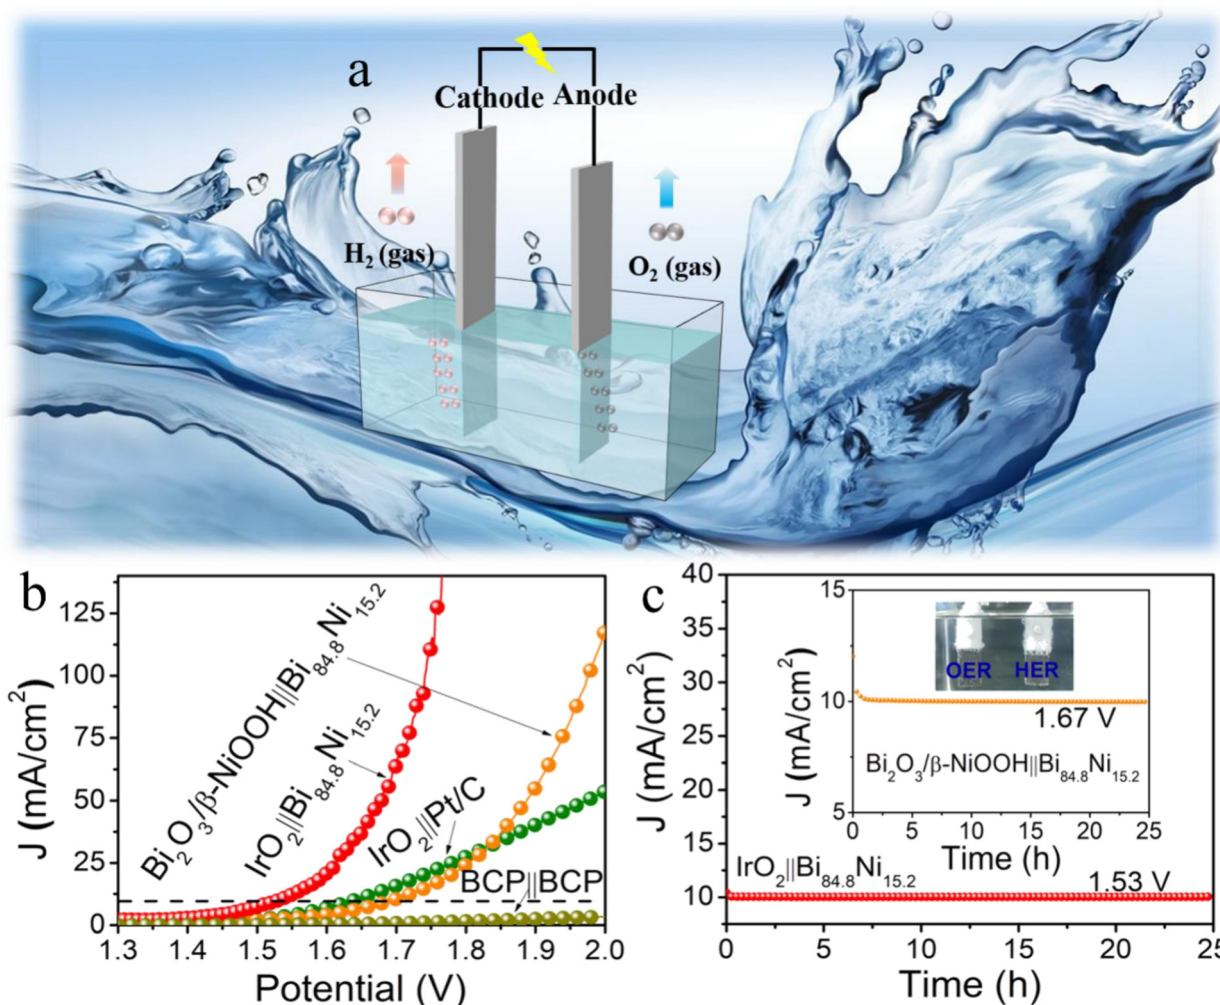 a
Cathode Anode
H₂ (gas)
O₂ (gas)
b
J (mA/cm²)
125
100
75
50
25
0
Bi₂O₃/β-NiOOH||Bi₈₄.₈Ni₁₅.₂
IrO₂||Bi₈₄.₈Ni₁₅.₂
IrO₂//Pt/C
BCP||BCP
1.3 1.4 1.5 1.6 1.7 1.8 1.9 2.0
Potential (V)
c
J (mA/cm²)
40
35
30
25
20
15
10
J (mA/cm²)
15
10
5
OER HER
1.67 V
Bi₂O₃/β-NiOOH||Bi₈₄.₈Ni₁₅.₂
0 5 10 15 20 25
Time (h)
IrO₂||Bi₈₄.₈Ni₁₅.₂
1.53 V
0 5 10 15 20 25
Time (h)